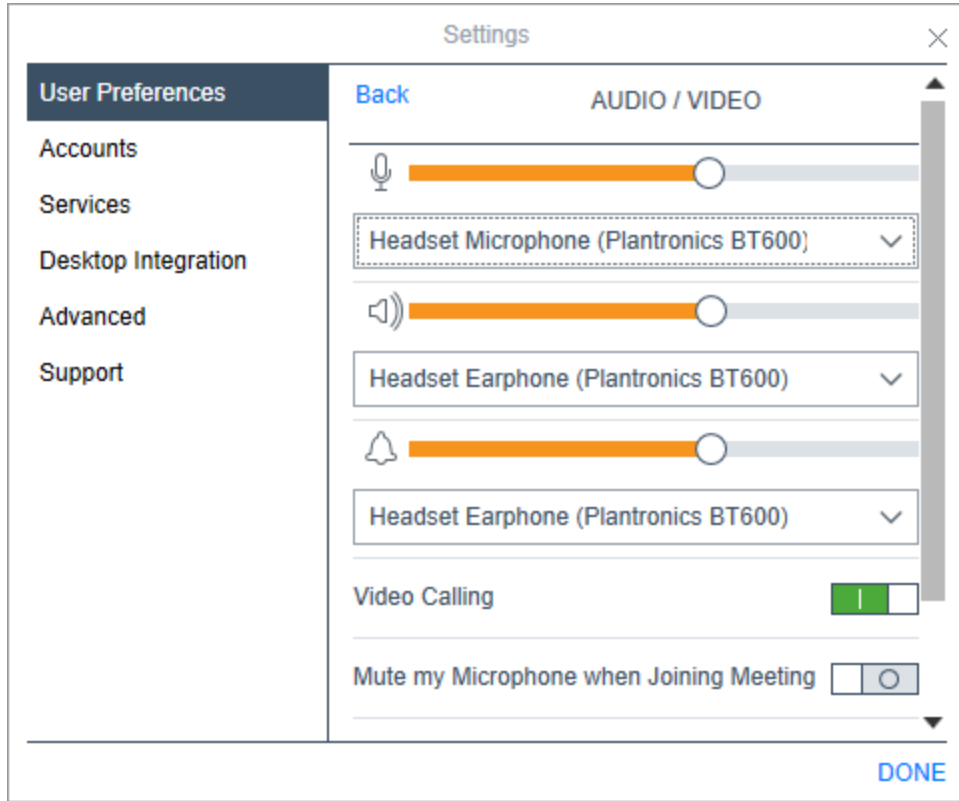 Settings
User Preferences
Accounts
Services
Desktop Integration
Advanced
Support
Back
AUDIO / VIDEO
Headset Microphone (Plantronics BT600)
Headset Earphone (Plantronics BT600)
Headset Earphone (Plantronics BT600)
Video Calling
Mute my Microphone when Joining Meeting
DONE